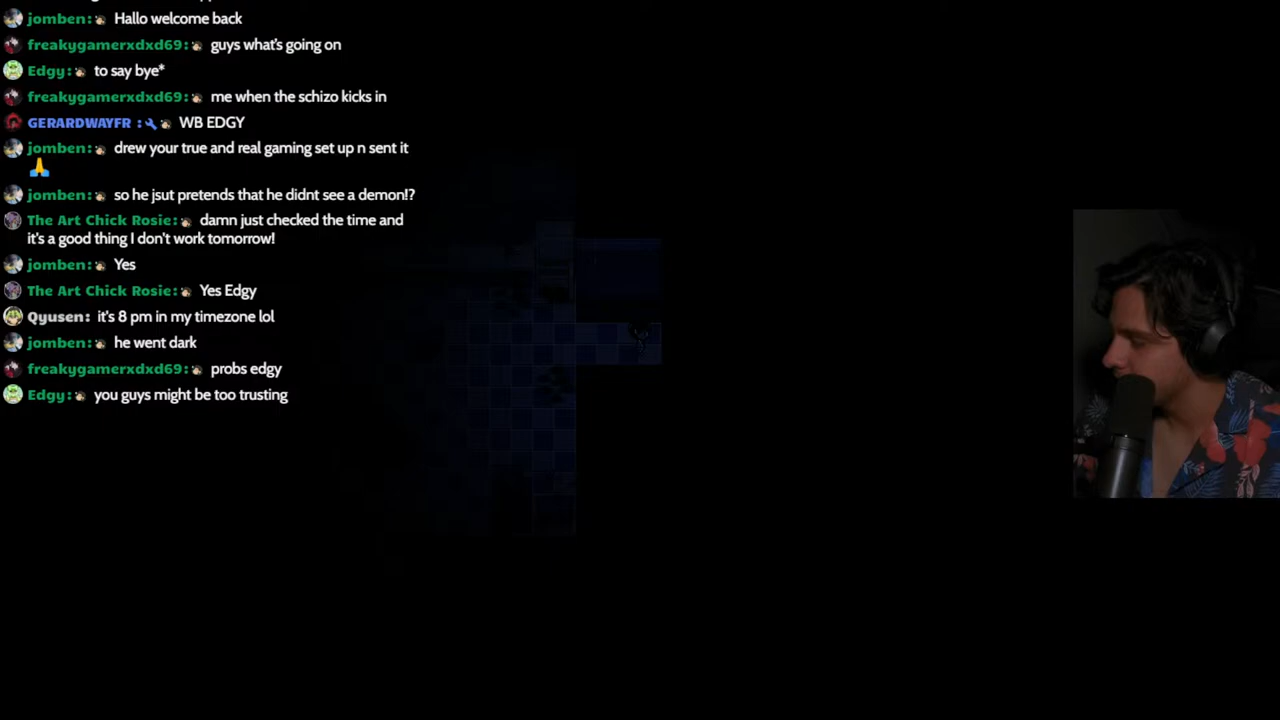 jomben: Hallo welcome back
freakygamerxdxd69: guys what's going on
Edgy: to say bye*
freakygamerxdxd69: me when the schizo kicks in
GERARDWAYFR : WB EDGY
jomben: drew your true and real gaming set up n sent it
🙏
jomben: so he jsut pretends that he didnt see a demon!?
The Art Chick Rosie: damn just checked the time and
it's a good thing I don't work tomorrow!
jomben: Yes
The Art Chick Rosie: Yes Edgy
Qyusen: it's 8 pm in my timezone lol
jomben: he went dark
freakygamerxdxd69: probs edgy
Edgy: you guys might be too trusting